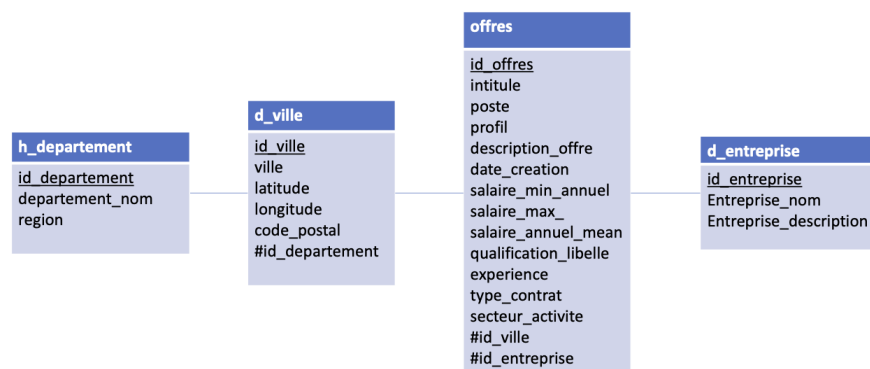 h_departement
id_departement
departement_nom
region
d_ville
id_ville
ville
latitude
longitude
code_postal
#id_departement
offres
id_offres
intitule
poste
profil
description_offre
date_creation
salaire_min_annuel
salaire_max_
salaire_annuel_mean
qualification_libelle
experience
type_contrat
secteur_activite
#id_ville
#id_entreprise
d_entreprise
id_entreprise
Entreprise_nom
Entreprise_description